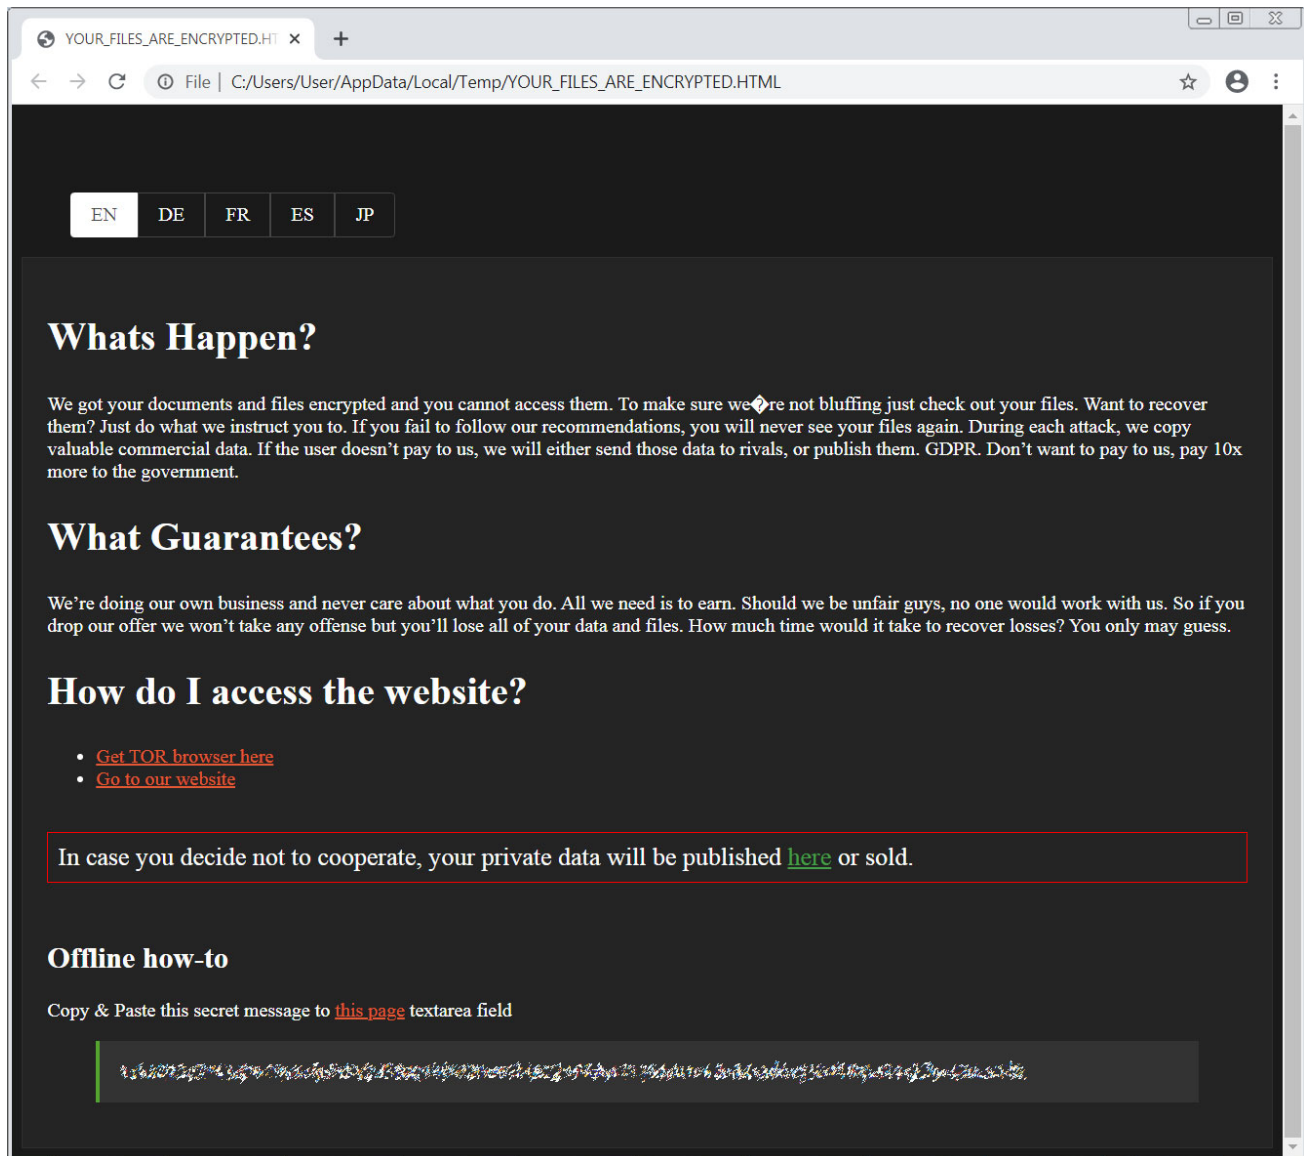 YOUR_FILES_ARE_ENCRYPTED.HT
File | C:/Users/User/AppData/Local/Temp/YOUR_FILES_ARE_ENCRYPTED.HTML
EN DE FR ES JP
Whats Happen?
We got your documents and files encrypted and you cannot access them. To make sure we�re not bluffing just check out your files. Want to recover
them? Just do what we instruct you to. If you fail to follow our recommendations, you will never see your files again. During each attack, we copy
valuable commercial data. If the user doesn’t pay to us, we will either send those data to rivals, or publish them. GDPR. Don’t want to pay to us, pay 10x
more to the government.
What Guarantees?
We’re doing our own business and never care about what you do. All we need is to earn. Should we be unfair guys, no one would work with us. So if you
drop our offer we won’t take any offense but you’ll lose all of your data and files. How much time would it take to recover losses? You only may guess.
How do I access the website?
• Get TOR browser here
• Go to our website
In case you decide not to cooperate, your private data will be published here or sold.
Offline how-to
Copy & Paste this secret message to this page textarea field